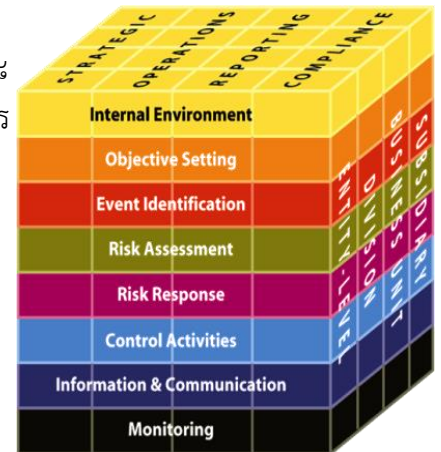 STRATEGIC
OPERATIONS
REPORTING
COMPLIANCE
Internal Environment
Objective Setting
Event Identification
Risk Assessment
Risk Response
Control Activities
Information & Communication
Monitoring
ENTITY-LEVEL
DIVISION
BUSINESS UNIT
SUBSIDIARY